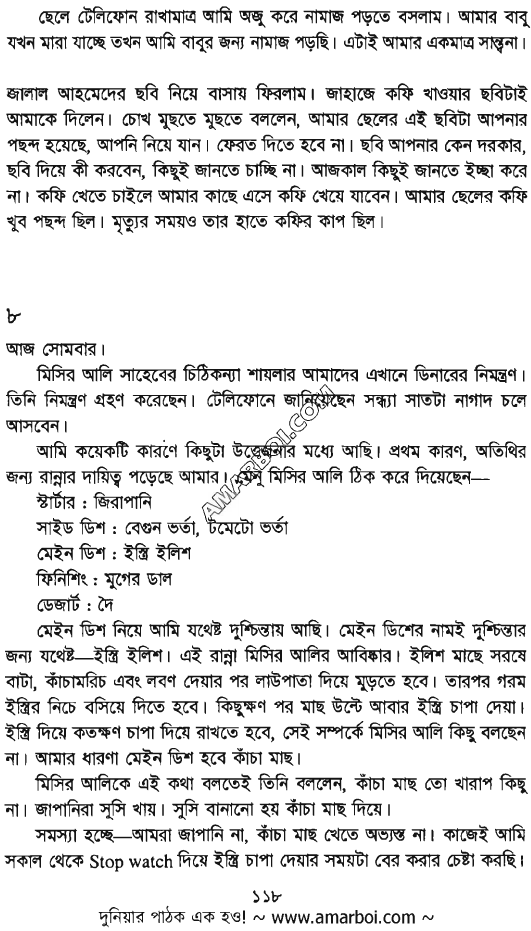 ছেলে টেলিফোন রাখামাত্র আমি অজু করে নামাজ পড়তে বসলাম। আমার বাবু
যখন মারা যাচ্ছে তখন আমি বাবুর জন্য নামাজ পড়ছি। এটাই আমার একমাত্র সান্ত্বনা।
জালাল আহমেদের ছবি নিয়ে বাসায় ফিরলাম। জাহাজে কফি খাওয়ার ছবিটাই
আমাকে দিলেন। চোখ মুছতে মুছতে বললেন, আমার ছেলের এই ছবিটা আপনার
পছন্দ হয়েছে, আপনি নিয়ে যান। ফেরত দিতে হবে না। ছবি আপনার কেন দরকার,
ছবি দিয়ে কী করবেন, কিছুই জানতে চাচ্ছি না। আজকাল কিছুই জানতে ইচ্ছা করে
না। কফি খেতে চাইলে আমার কাছে এসে কফি খেয়ে যাবেন। আমার ছেলের কফি
খুব পছন্দ ছিল। মৃত্যুর সময়ও তার হাতে কফির কাপ ছিল।
৮
আজ সোমবার।
মিসির আলি সাহেবের চিঠিকন্যা শায়লার আমাদের এখানে ডিনারের নিমন্ত্রণ।
তিনি নিমন্ত্রণ গ্রহণ করেছেন। টেলিফোনে জানিয়েছেন সন্ধ্যা সাতটা নাগাদ চলে
আসবেন।
আমি কয়েকটি কারণে কিছুটা উত্তেজনার মধ্যে আছি। প্রথম কারণ, অতিথির
জন্য রান্নার দায়িত্ব পড়েছে আমার। মেনু মিসির আলি ঠিক করে দিয়েছেন—
স্টার্টার : জিরাপানি
সাইড ডিশ : বেগুন ভর্তা, টমেটো ভর্তা
মেইন ডিশ : ইস্ত্রি ইলিশ
ফিনিশিং : মুগের ডাল
ডেজার্ট : দৈ
মেইন ডিশ নিয়ে আমি যথেষ্ট দুশ্চিন্তায় আছি। মেইন ডিশের নামই দুশ্চিন্তার
জন্য যথেষ্ট—ইস্ত্রি ইলিশ। এই রান্না মিসির আলির আবিষ্কার। ইলিশ মাছে সরষে
বাটা, কাঁচামরিচ এবং লবণ দেয়ার পর লাউপাতা দিয়ে মুড়তে হবে। তারপর গরম
ইস্ত্রির নিচে বসিয়ে দিতে হবে। কিছুক্ষণ পর মাছ উল্টে আবার ইস্ত্রি চাপা দেয়া।
ইস্ত্রি দিয়ে কতক্ষণ চাপা দিয়ে রাখতে হবে, সেই সম্পর্কে মিসির আলি কিছু বলছেন
না। আমার ধারণা মেইন ডিশ হবে কাঁচা মাছ।
মিসির আলিকে এই কথা বলতেই তিনি বললেন, কাঁচা মাছ তো খারাপ কিছু
না। জাপানিরা সুসি খায়। সুসি বানানো হয় কাঁচা মাছ দিয়ে।
সমস্যা হচ্ছে—আমরা জাপানি না, কাঁচা মাছ খেতে অভ্যস্ত না। কাজেই আমি
সকাল থেকে Stop watch দিয়ে ইস্ত্রি চাপা দেয়ার সময়টা বের করার চেষ্টা করছি।
১১৮
দুনিয়ার পাঠক এক হও! ~ www.amarboi.com ~
AMARBOI.COM